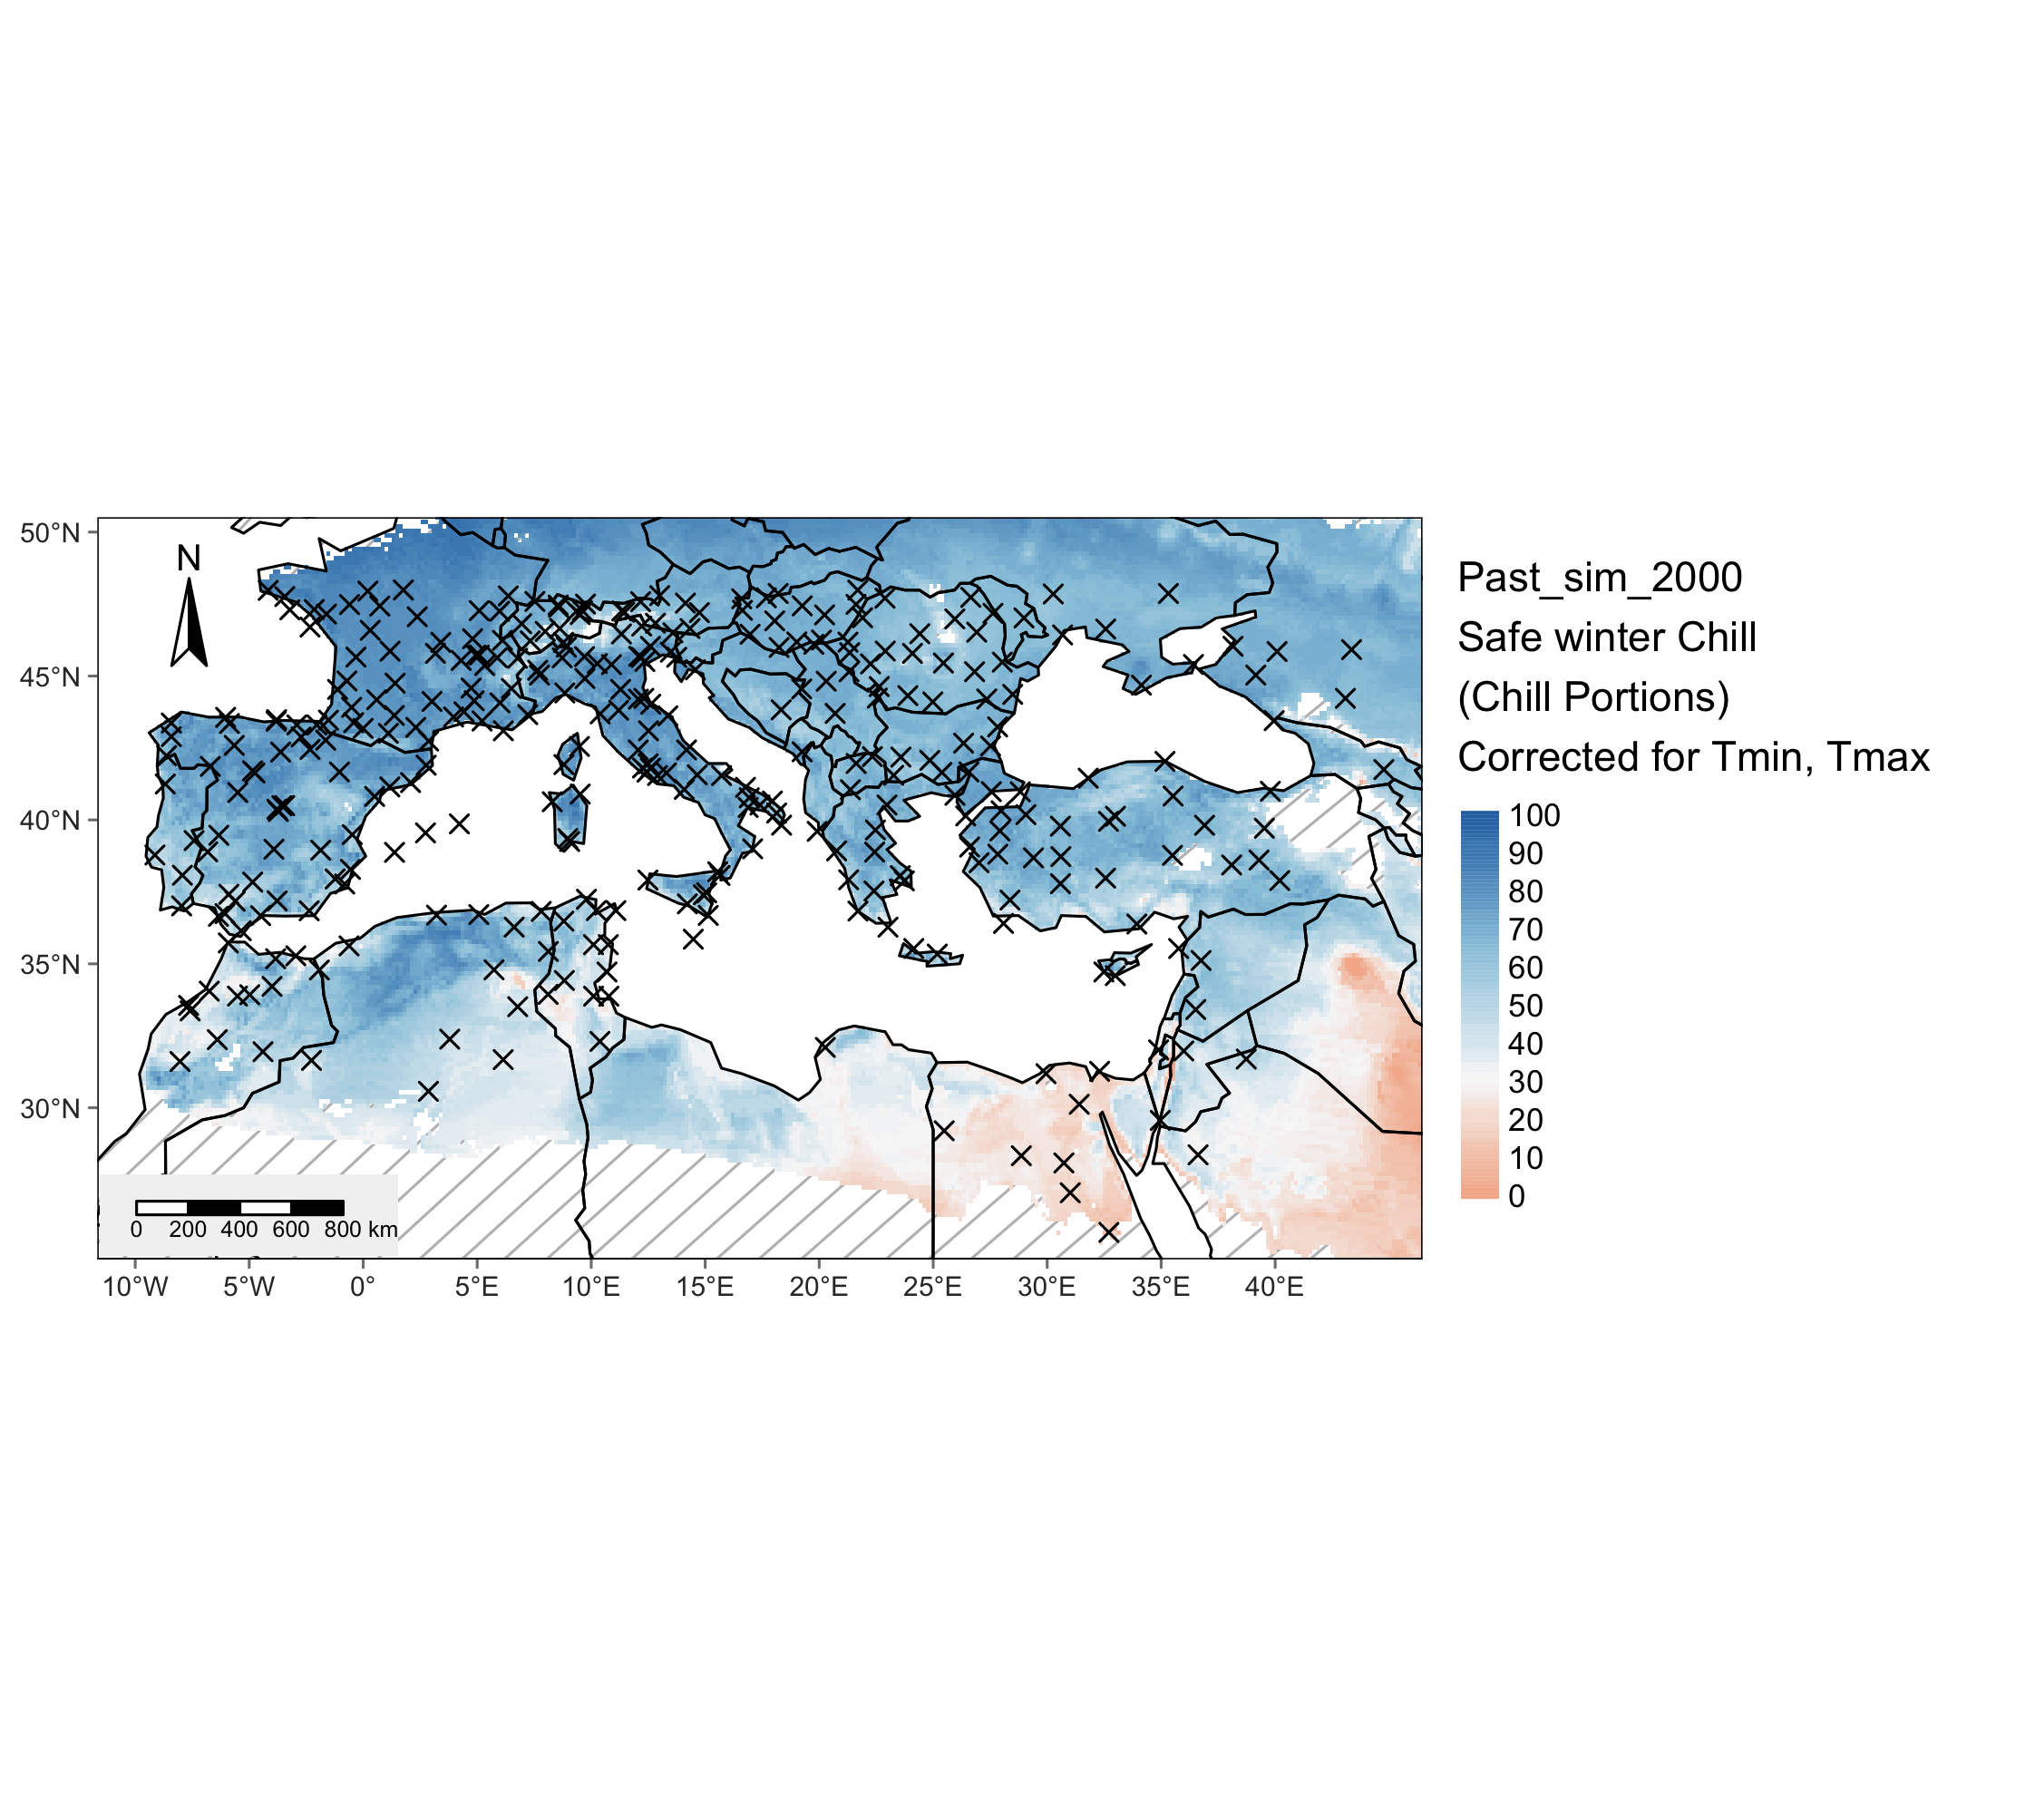 50°N
45°N
40°N
35°N
30°N
N
0 200 400 600 800 km
10°W 5°W 0° 5°E 10°E 15°E 20°E 25°E 30°E 35°E 40°E
Past_sim_2000
Safe winter Chill
(Chill Portions)
Corrected for Tmin, Tmax
100
90
80
70
60
50
40
30
20
10
0